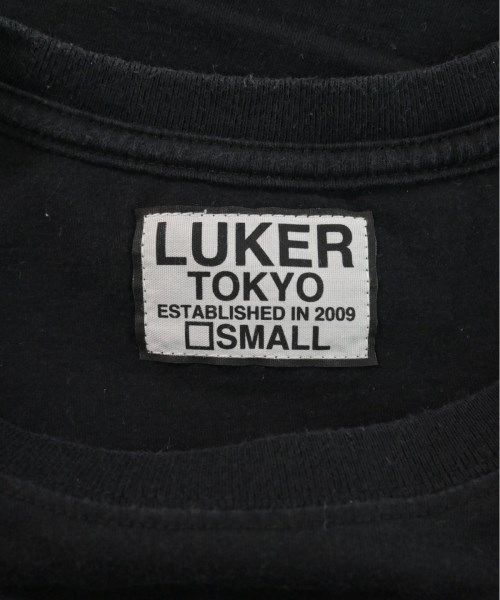 LUKER
TOKYO
ESTABLISHED IN 2009
☐SMALL